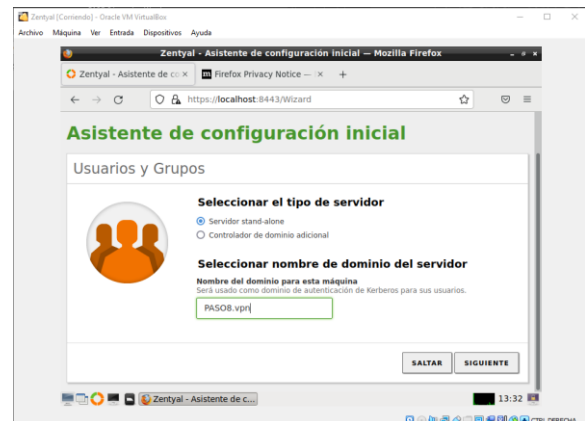 Zentyal [Corriendo] - Oracle VM VirtualBox
Archivo Máquina Ver Entrada Dispositivos Ayuda
Zentyal - Asistente de configuración inicial — Mozilla Firefox
Zentyal - Asistente de co
Firefox Privacy Notice —
https://localhost:8443/Wizard
Asistente de configuración inicial
Usuarios y Grupos
Seleccionar el tipo de servidor
Servidor stand-alone
Controlador de dominio adicional
Seleccionar nombre de dominio del servidor
Nombre del dominio para esta máquina
Será usado como dominio de autenticación de Kerberos para sus usuarios.
PASO8.vpn
SALTAR SIGUIENTE
Zentyal - Asistente de c... 13:32
CTRL DERECHA